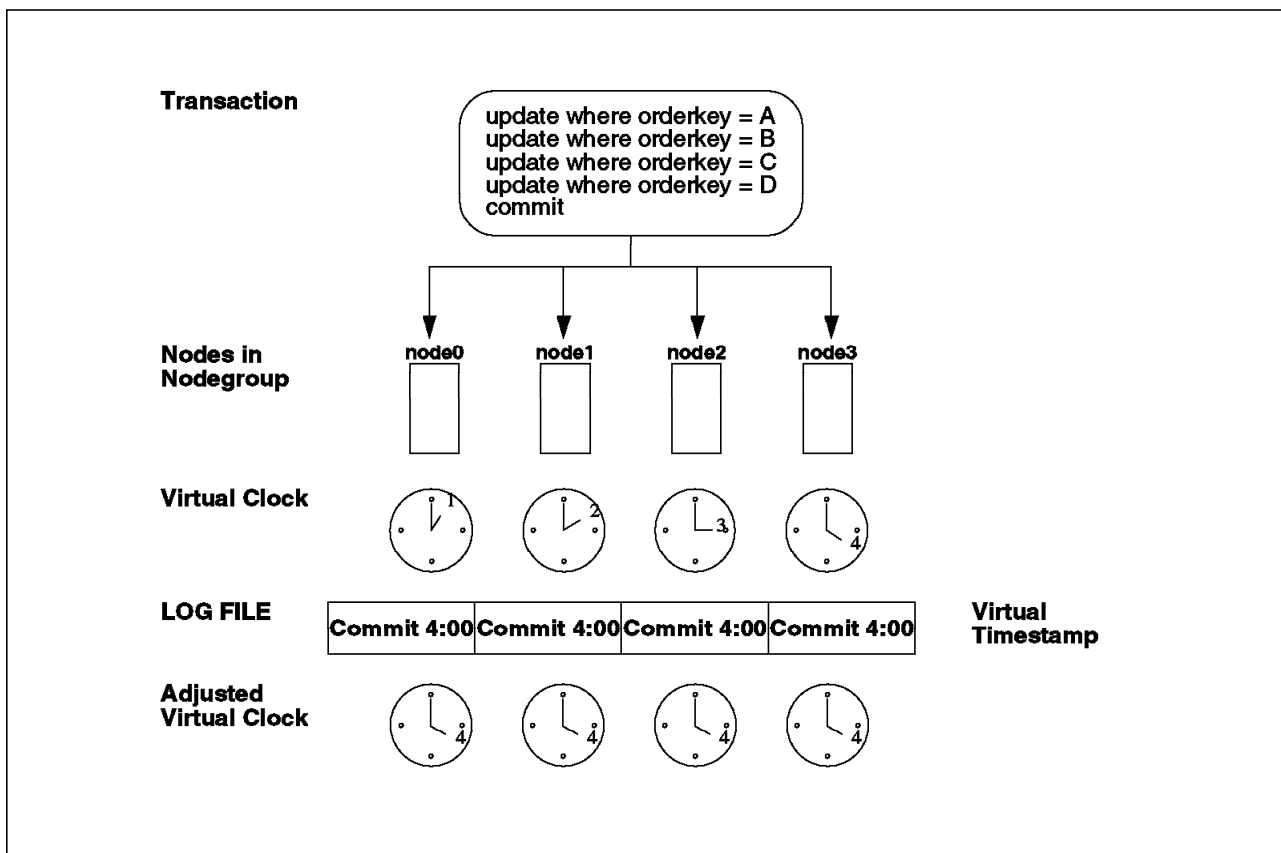 Transaction
update where orderkey = A
update where orderkey = B
update where orderkey = C
update where orderkey = D
commit
Nodes in
Nodegroup
node0 node1 node2 node3
Virtual Clock
1 2 3 4
LOG FILE
Commit 4:00 Commit 4:00 Commit 4:00 Commit 4:00
Virtual
Timestamp
Adjusted
Virtual Clock
4 4 4 4